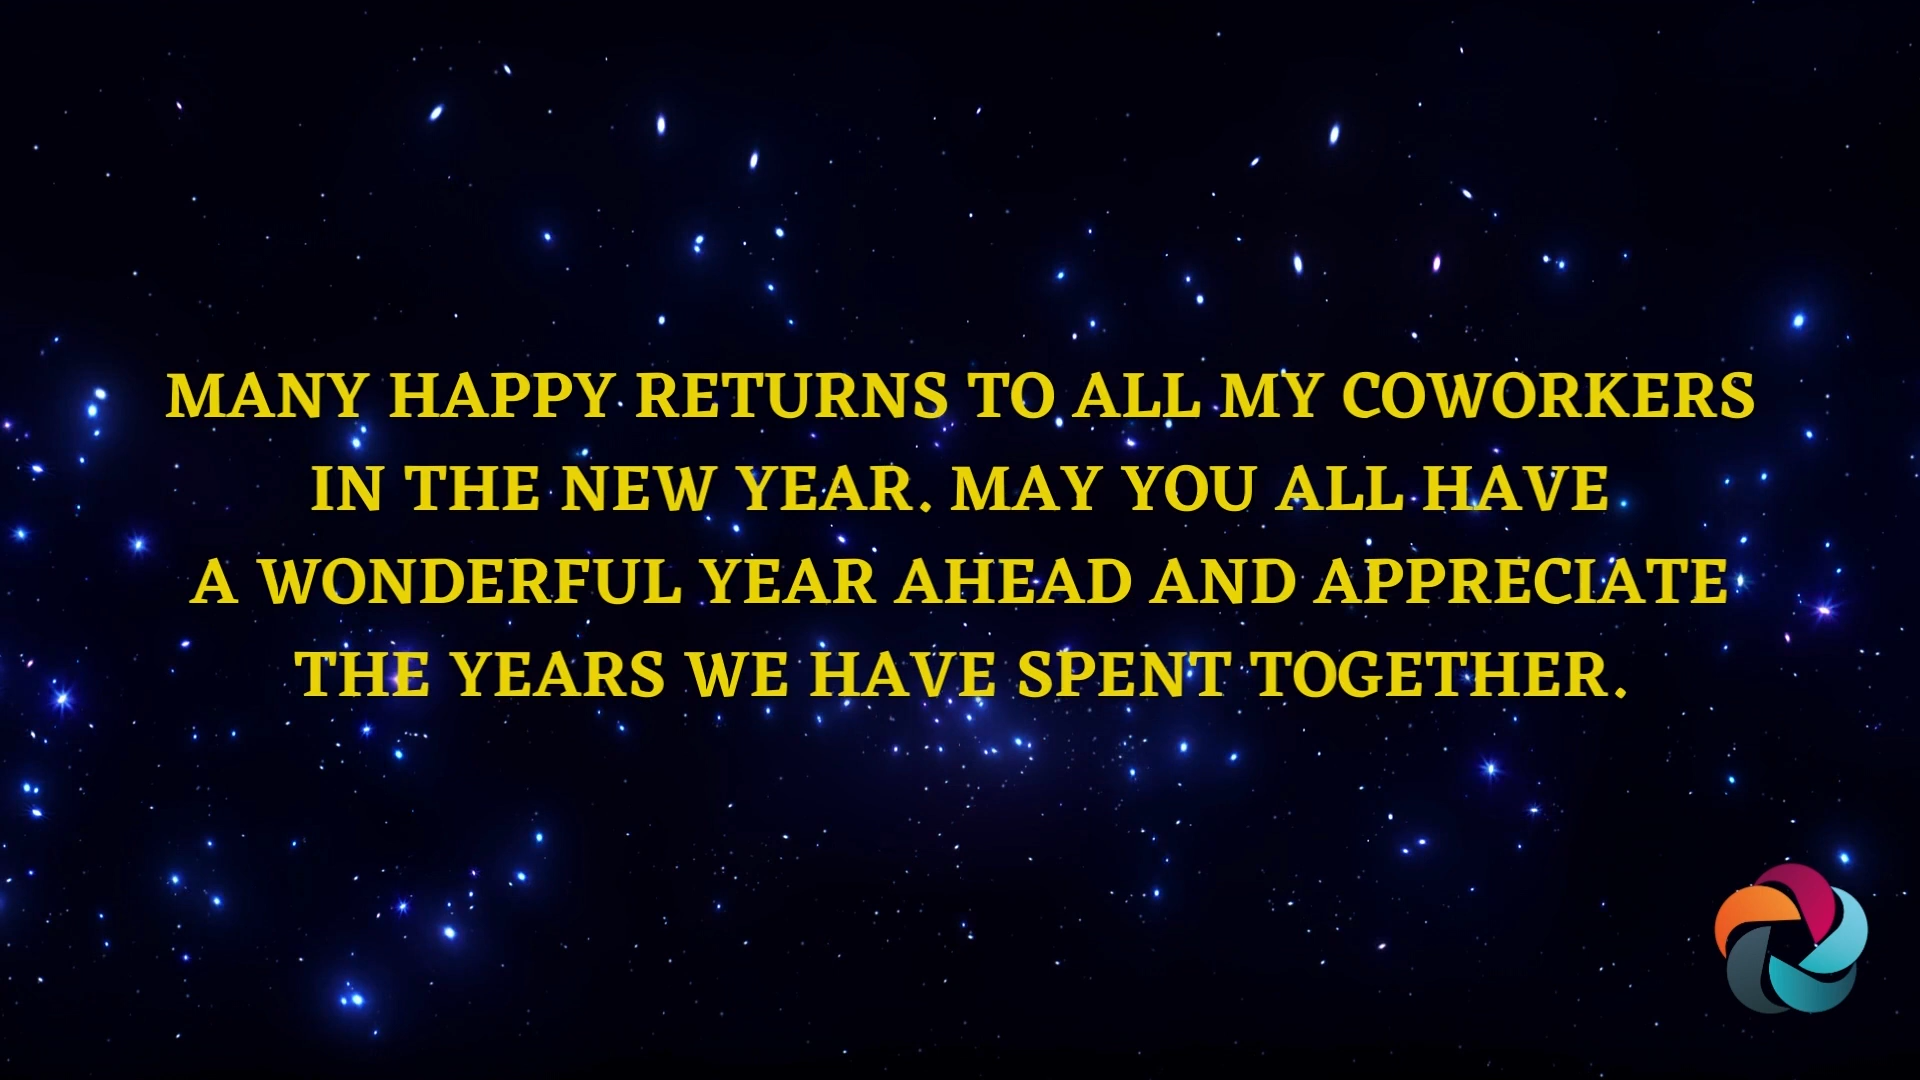 MANY HAPPY RETURNS TO ALL MY COWORKERS
IN THE NEW YEAR. MAY YOU ALL HAVE
A WONDERFUL YEAR AHEAD AND APPRECIATE
THE YEARS WE HAVE SPENT TOGETHER.